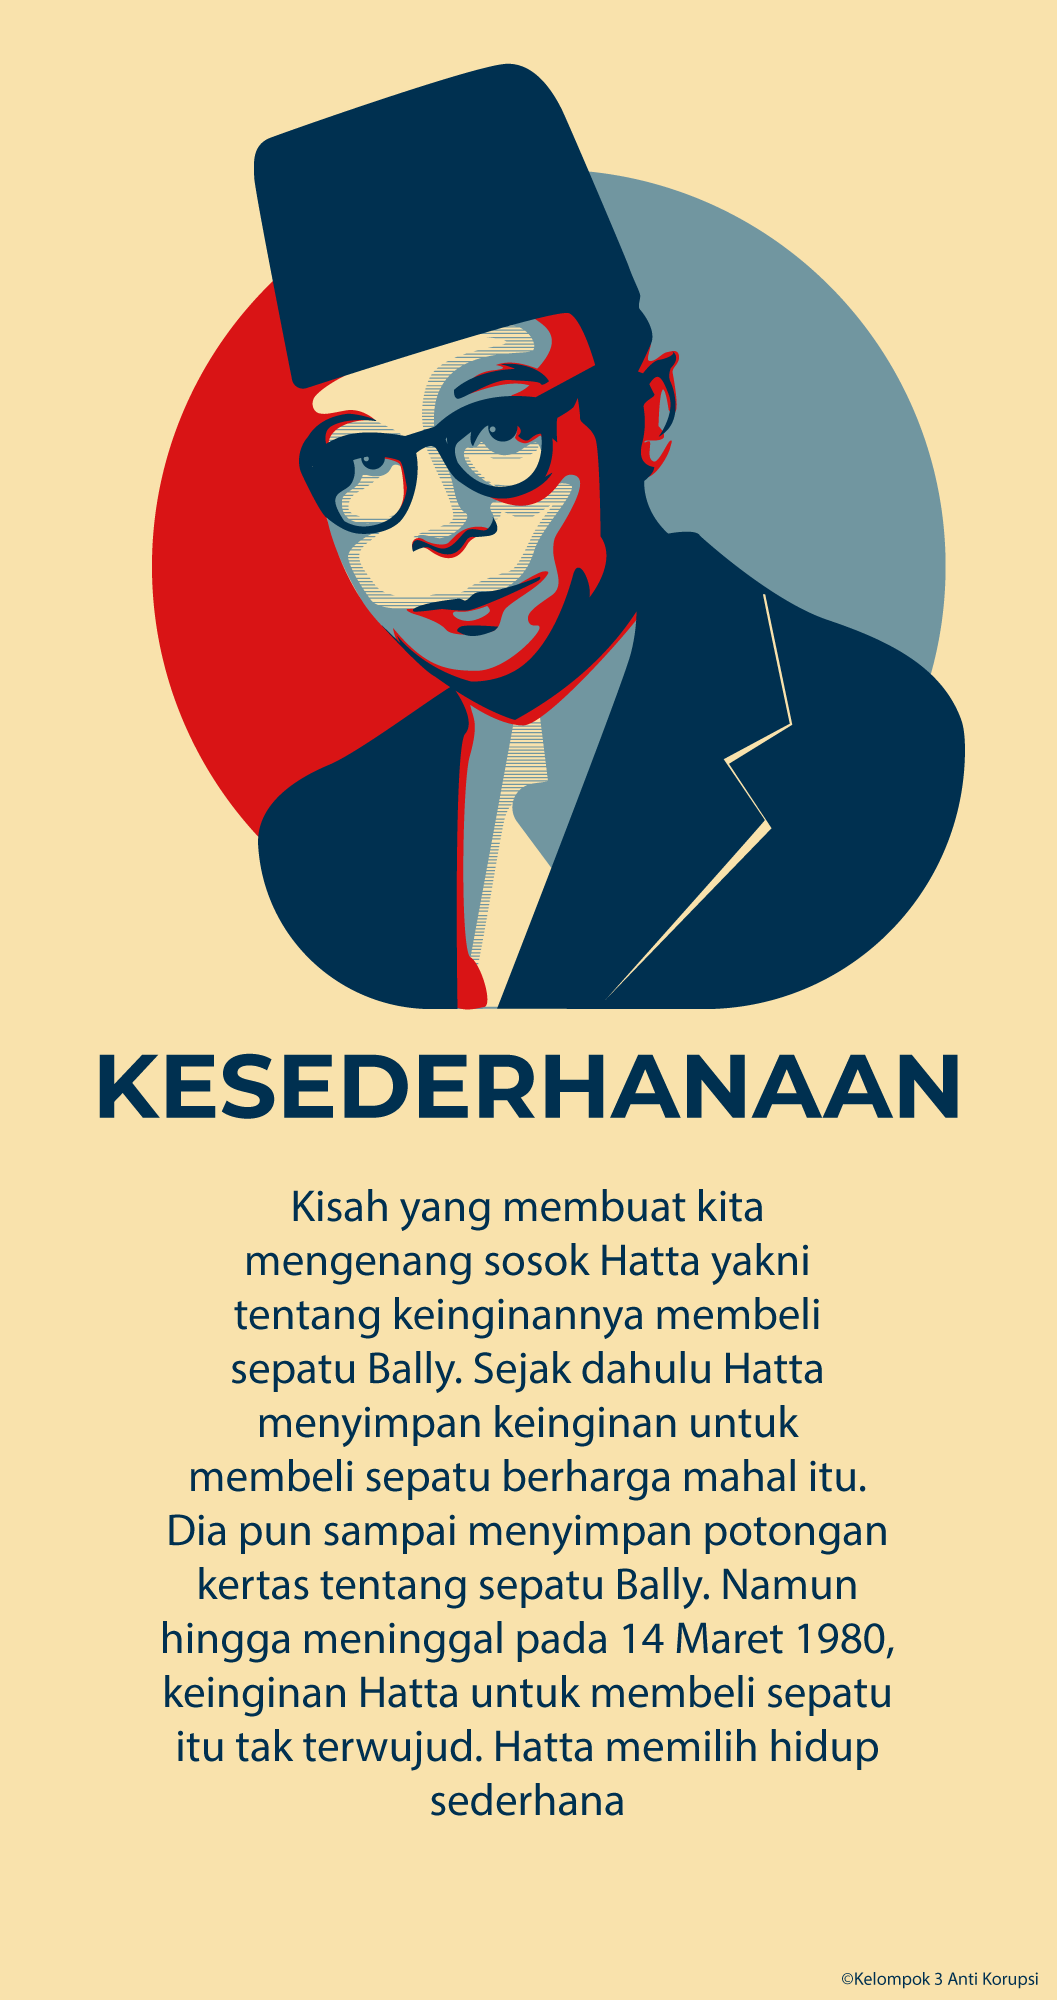 KESEDERHANAAN
Kisah yang membuat kita
mengenang sosok Hatta yakni
tentang keinginannya membeli
sepatu Bally. Sejak dahulu Hatta
menyimpan keinginan untuk
membeli sepatu berharga mahal itu.
Dia pun sampai menyimpan potongan
kertas tentang sepatu Bally. Namun
hingga meninggal pada 14 Maret 1980,
keinginan Hatta untuk membeli sepatu
itu tak terwujud. Hatta memilih hidup
sederhana
©Kelompok 3 Anti Korupsi